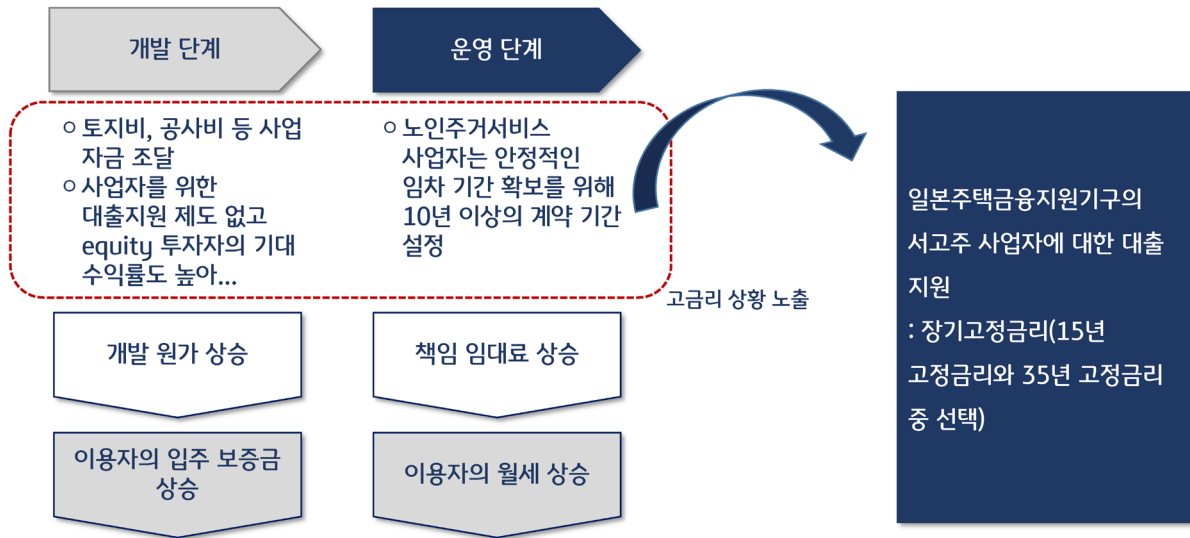 개발 단계
운영 단계
○ 토지비, 공사비 등 사업
자금 조달
○ 사업자를 위한
대출지원 제도 없고
equity 투자자의 기대
수익률도 높아...
○ 노인주거서비스
사업자는 안정적인
임차 기간 확보를 위해
10년 이상의 계약 기간
설정
고금리 상황 노출
개발 원가 상승
책임 임대료 상승
이용자의 입주 보증금
상승
이용자의 월세 상승
일본주택금융지원기구의
서고주 사업자에 대한 대출
지원
: 장기고정금리(15년
고정금리와 35년 고정금리
중 선택)